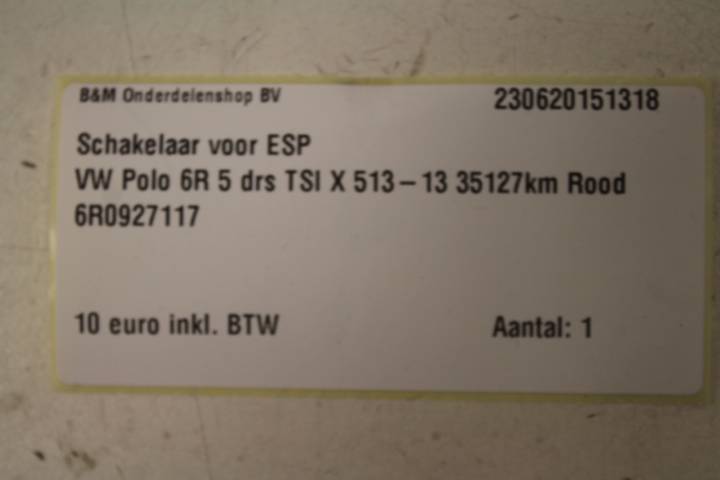 B&M Onderdelenshop BV 230620151318
Schakelaar voor ESP
VW Polo 6R 5 drs TSI X 513-13 35127km Rood
6R0927117
10 euro inkl. BTW Aantal: 1